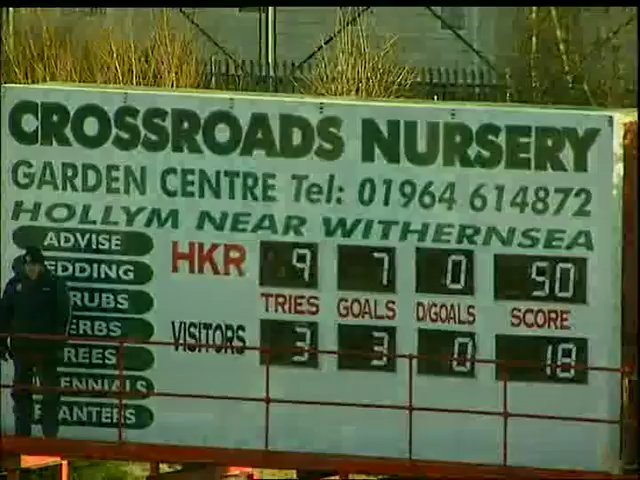 CROSSROADS NURSERY
GARDEN CENTRE Tel: 01964 614872
HOLLYM NEAR WITHERNSEA
ADVISE
EDDING
RUBS
ERBS
REES
ENNIALS
ANTERS
HKR 9 7 0 50
TRIES GOALS D/GOALS SCORE
VISITORS 3 3 0 18